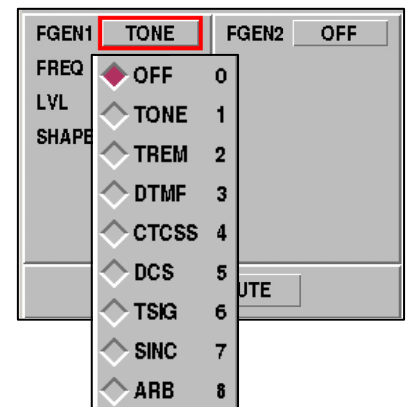 FGEN1 TONE FGEN2 OFF
FREQ
LVL
SHAPE
OFF 0
TONE 1
TREM 2
DTMF 3
CTCSS 4
DCS 5
TSIG 6
SINC 7
ARB 8
UTE